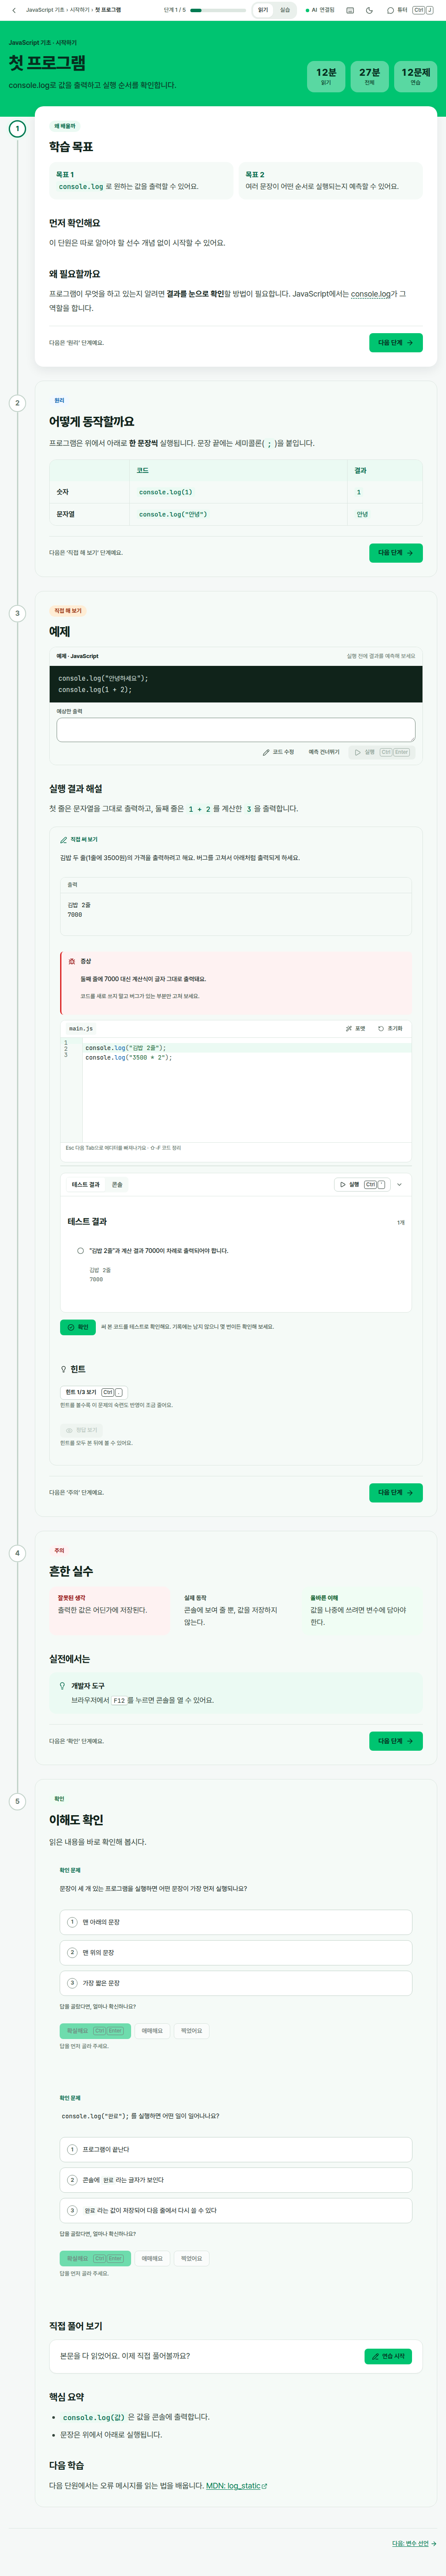 JavaScript 기초 › 시작하기 › 첫 프로그램
단계 1 / 5
읽기
실습
AI 연결됨
튜터 Ctrl J
JavaScript 기초 · 시작하기
첫 프로그램
console.log로 값을 출력하고 실행 순서를 확인합니다.
12분
읽기
27분
전체
12문제
연습
1
왜 배울까
학습 목표
목표 1
console.log 로 원하는 값을 출력할 수 있어요.
목표 2
여러 문장이 어떤 순서로 실행되는지 예측할 수 있어요.
먼저 확인해요
이 단원은 따로 알아야 할 선수 개념 없이 시작할 수 있어요.
왜 필요할까요
프로그램이 무엇을 하고 있는지 알려면 결과를 눈으로 확인할 방법이 필요합니다. JavaScript에서는 console.log가 그
역할을 합니다.
다음은 '원리' 단계예요.
다음 단계
2
원리
어떻게 동작할까요
프로그램은 위에서 아래로 한 문장씩 실행됩니다. 문장 끝에는 세미콜론( ; )을 붙입니다.
코드
결과
숫자
console.log(1)
1
문자열
console.log("안녕")
안녕
다음은 '직접 해 보기' 단계예요.
다음 단계
3
직접 해 보기
예제
예제 · JavaScript
실행 전에 결과를 예측해 보세요
console.log("안녕하세요");
console.log(1 + 2);
예상한 출력
코드 수정
예측 건너뛰기
실행 Ctrl Enter
실행 결과 해설
첫 줄은 문자열을 그대로 출력하고, 둘째 줄은 1 + 2 를 계산한 3 을 출력합니다.
직접 써 보기
김밥 두 줄(1줄에 3500원)의 가격을 출력하려고 해요. 버그를 고쳐서 아래처럼 출력되게 하세요.
출력
김밥 2줄
7000
증상
둘째 줄에 7000 대신 계산식이 글자 그대로 출력돼요.
코드를 새로 쓰지 말고 버그가 있는 부분만 고쳐 보세요.
main.js
포맷
초기화
1
2
3
console.log("김밥 2줄");
console.log("3500 * 2");
테스트 결과
콘솔
실행 Ctrl '
테스트 결과
1개
"김밥 2줄"과 계산 결과 7000이 차례로 출력되어야 합니다.
김밥 2줄
7000
확인
써 본 코드를 테스트로 확인해요. 기록에는 남지 않으니 몇 번이든 확인해 보세요.
힌트
힌트 1/3 보기 Ctrl .
힌트를 볼수록 이 문제의 숙련도 반영이 조금 줄어요.
정답 보기
힌트를 모두 본 뒤에 볼 수 있어요.
다음은 '주의' 단계예요.
다음 단계
4
주의
흔한 실수
잘못된 생각
출력한 값은 어딘가에 저장된다.
실제 동작
콘솔에 보여 줄 뿐, 값을 저장하지
않는다.
올바른 이해
값을 나중에 쓰려면 변수에 담아야
한다.
실전에서는
개발자 도구
브라우저에서 F12 를 누르면 콘솔을 열 수 있어요.
다음은 '확인' 단계예요.
다음 단계
5
확인
이해도 확인
읽은 내용을 바로 확인해 봅시다.
확인 문제
문장이 세 개 있는 프로그램을 실행하면 어떤 문장이 가장 먼저 실행되나요?
1 맨 아래의 문장
2 맨 위의 문장
3 가장 짧은 문장
답을 골랐다면, 얼마나 확신하나요?
확실해요 Ctrl Enter
애매해요
찍었어요
답을 먼저 골라 주세요.
확인 문제
console.log("완료"); 를 실행하면 어떤 일이 일어나나요?
1 프로그램이 끝난다
2 콘솔에 완료 라는 글자가 보인다
3 완료 라는 값이 저장되어 다음 줄에서 다시 쓸 수 있다
답을 골랐다면, 얼마나 확신하나요?
확실해요 Ctrl Enter
애매해요
찍었어요
답을 먼저 골라 주세요.
직접 풀어 보기
본문을 다 읽었어요. 이제 직접 풀어볼까요?
연습 시작
핵심 요약
console.log(값) 은 값을 콘솔에 출력합니다.
문장은 위에서 아래로 실행됩니다.
다음 학습
다음 단원에서는 오류 메시지를 읽는 법을 배웁니다. MDN: log_static
다음: 변수 선언 →